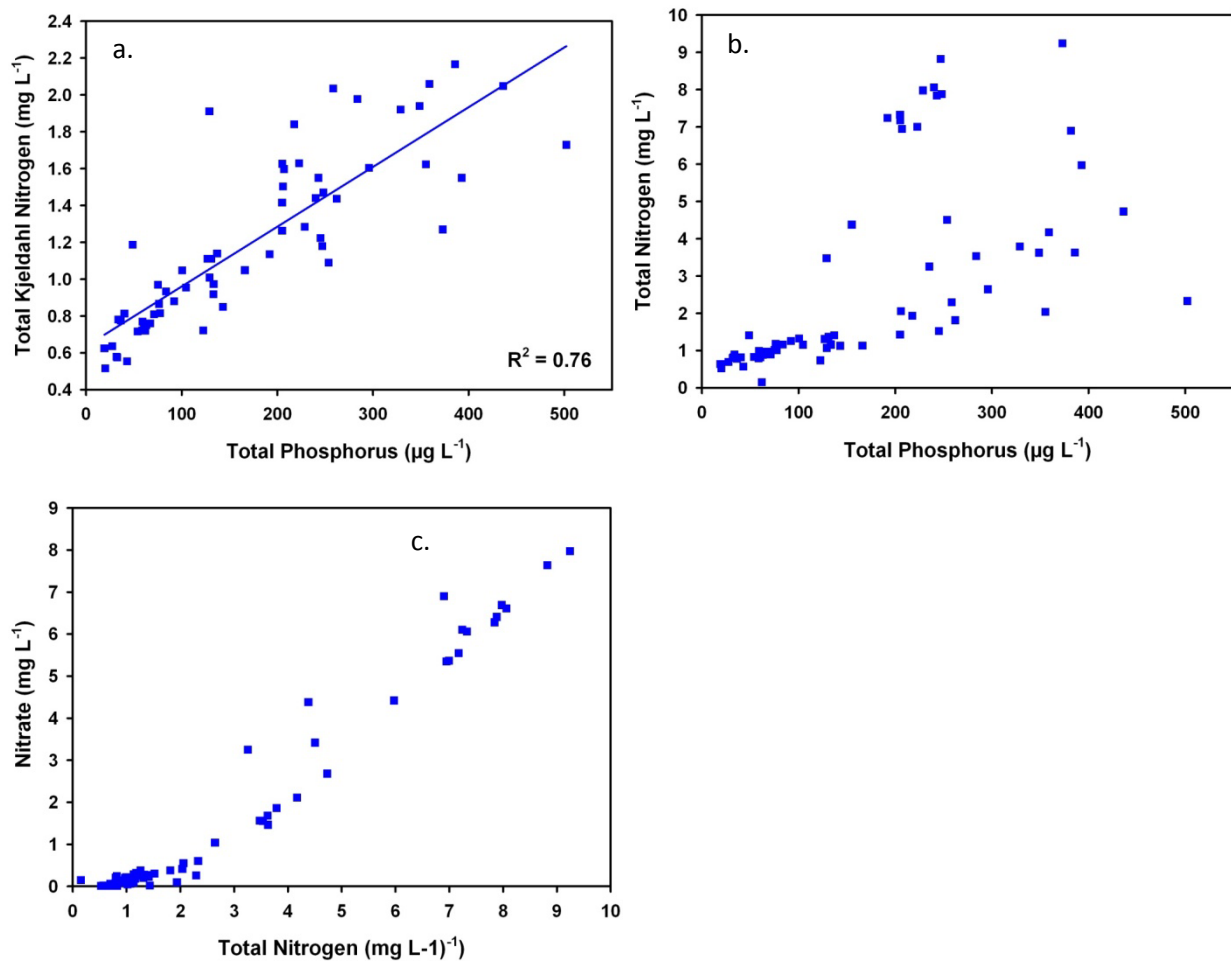 a.
Total Kjeldahl Nitrogen (mg L⁻¹)
2.4
2.2
2.0
1.8
1.6
1.4
1.2
1.0
0.8
0.6
0.4
R² = 0.76
0 100 200 300 400 500
Total Phosphorus (µg L⁻¹)
b.
Total Nitrogen (mg L⁻¹)
10
9
8
7
6
5
4
3
2
1
0
0 100 200 300 400 500
Total Phosphorus (µg L⁻¹)
c.
Nitrate (mg L⁻¹)
9
8
7
6
5
4
3
2
1
0
0 1 2 3 4 5 6 7 8 9 10
Total Nitrogen (mg L-1)⁻¹)